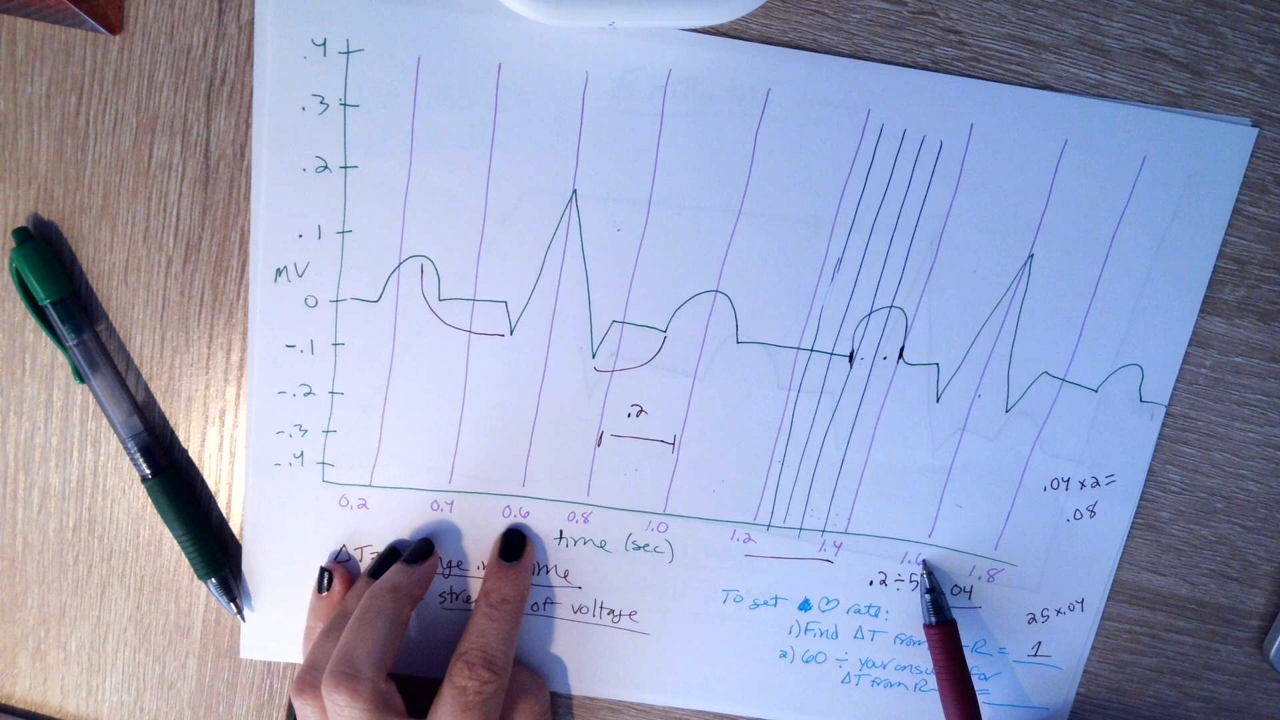 .4
.3
.2
.1
mV
0
-.1
-.2
-.3
-.4
.2
0.2 0.4 0.6 0.8 1.0 1.2 1.4 1.6 1.8
time (sec)
.04 x 2 =
.08
ΔT=
.2÷5 04
of voltage
25 x .04
To get ♡ rate:
1) Find ΔT from -R = 1
2) 60 ÷ your for
ΔT from R =